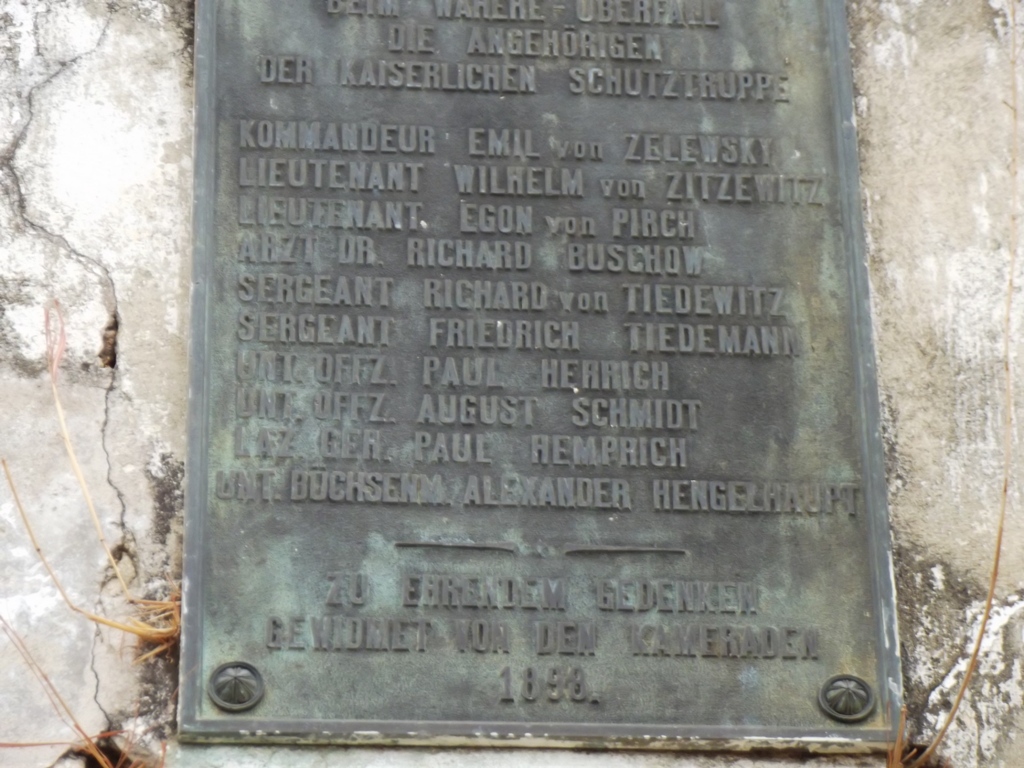 BEIM WAHEHE-ÜBERFALL
DIE ANGEHÖRIGEN
DER KAISERLICHEN SCHUTZTRUPPE
KOMMANDEUR EMIL von ZELEWSKY
LIEUTENANT WILHELM von ZITZEWITZ
LIEUTENANT EGON von PIRCH
ARZT DR. RICHARD BUSCHOW
SERGEANT RICHARD von TIEDEWITZ
SERGEANT FRIEDRICH TIEDEMANN
UNT. OFFZ. PAUL HERRICH
UNT. OFFZ. AUGUST SCHMIDT
LAZ. GEH. PAUL HEMPRICH
UNT. BÜCHSENM. ALEXANDER HENGELHAUPT
ZU EHRENDEM GEDENKEN
GEWIDMET VON DEN KAMERADEN
1898.